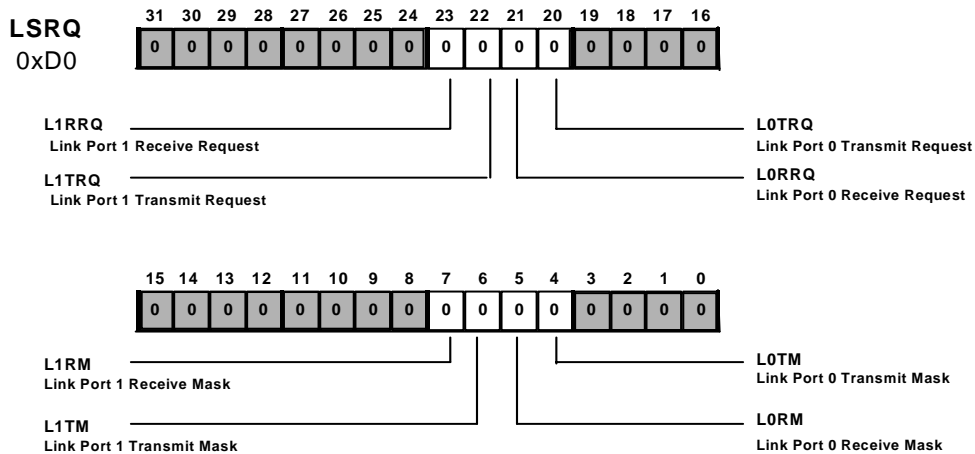 31 30 29 28 27 26 25 24 23 22 21 20 19 18 17 16
LSRQ
0 0 0 0 0 0 0 0 0 0 0 0 0 0 0 0
0xD0
L1RRQ
Link Port 1 Receive Request
L0TRQ
Link Port 0 Transmit Request
L1TRQ
Link Port 1 Transmit Request
L0RRQ
Link Port 0 Receive Request
15 14 13 12 11 10 9 8 7 6 5 4 3 2 1 0
0 0 0 0 0 0 0 0 0 0 0 0 0 0 0 0
L1RM
Link Port 1 Receive Mask
L0TM
Link Port 0 Transmit Mask
L1TM
Link Port 1 Transmit Mask
L0RM
Link Port 0 Receive Mask